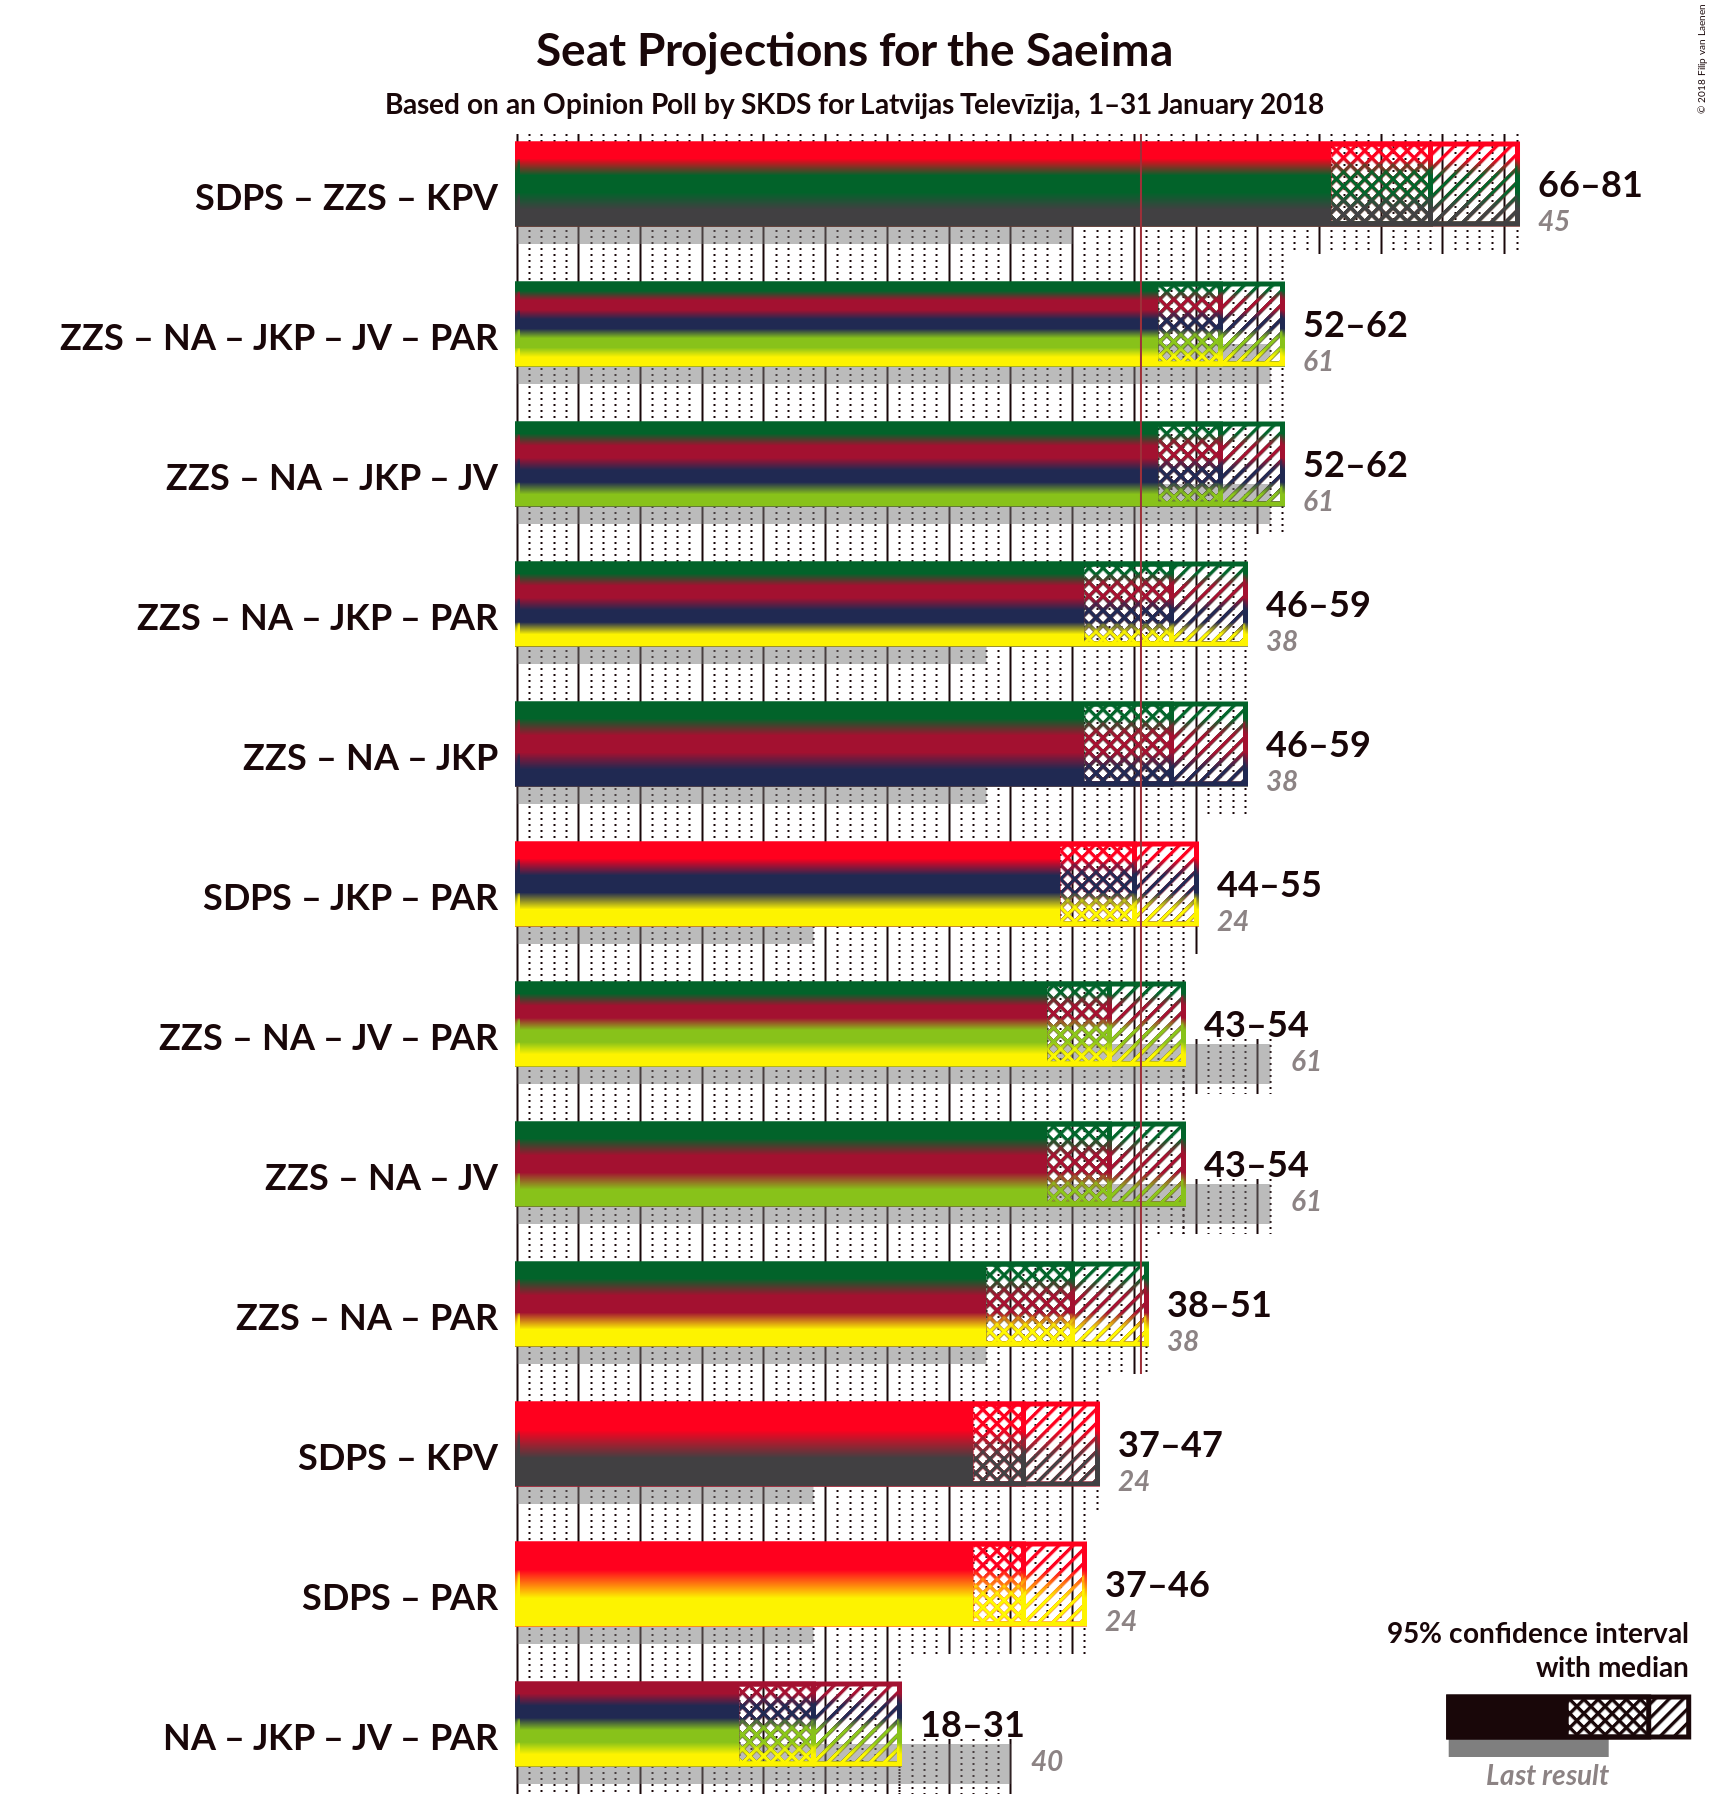 Seat Projections for the Saeima
Based on an Opinion Poll by SKDS for Latvijas Televīzija, 1–31 January 2018
© 2018 Filip van Laenen
SDPS – ZZS – KPV
66–81
45
ZZS – NA – JKP – JV – PAR
52–62
61
ZZS – NA – JKP – JV
52–62
61
ZZS – NA – JKP – PAR
46–59
38
ZZS – NA – JKP
46–59
38
SDPS – JKP – PAR
44–55
24
ZZS – NA – JV – PAR
43–54
61
ZZS – NA – JV
43–54
61
ZZS – NA – PAR
38–51
38
SDPS – KPV
37–47
24
SDPS – PAR
37–46
24
NA – JKP – JV – PAR
18–31
40
95% confidence interval
with median
Last result